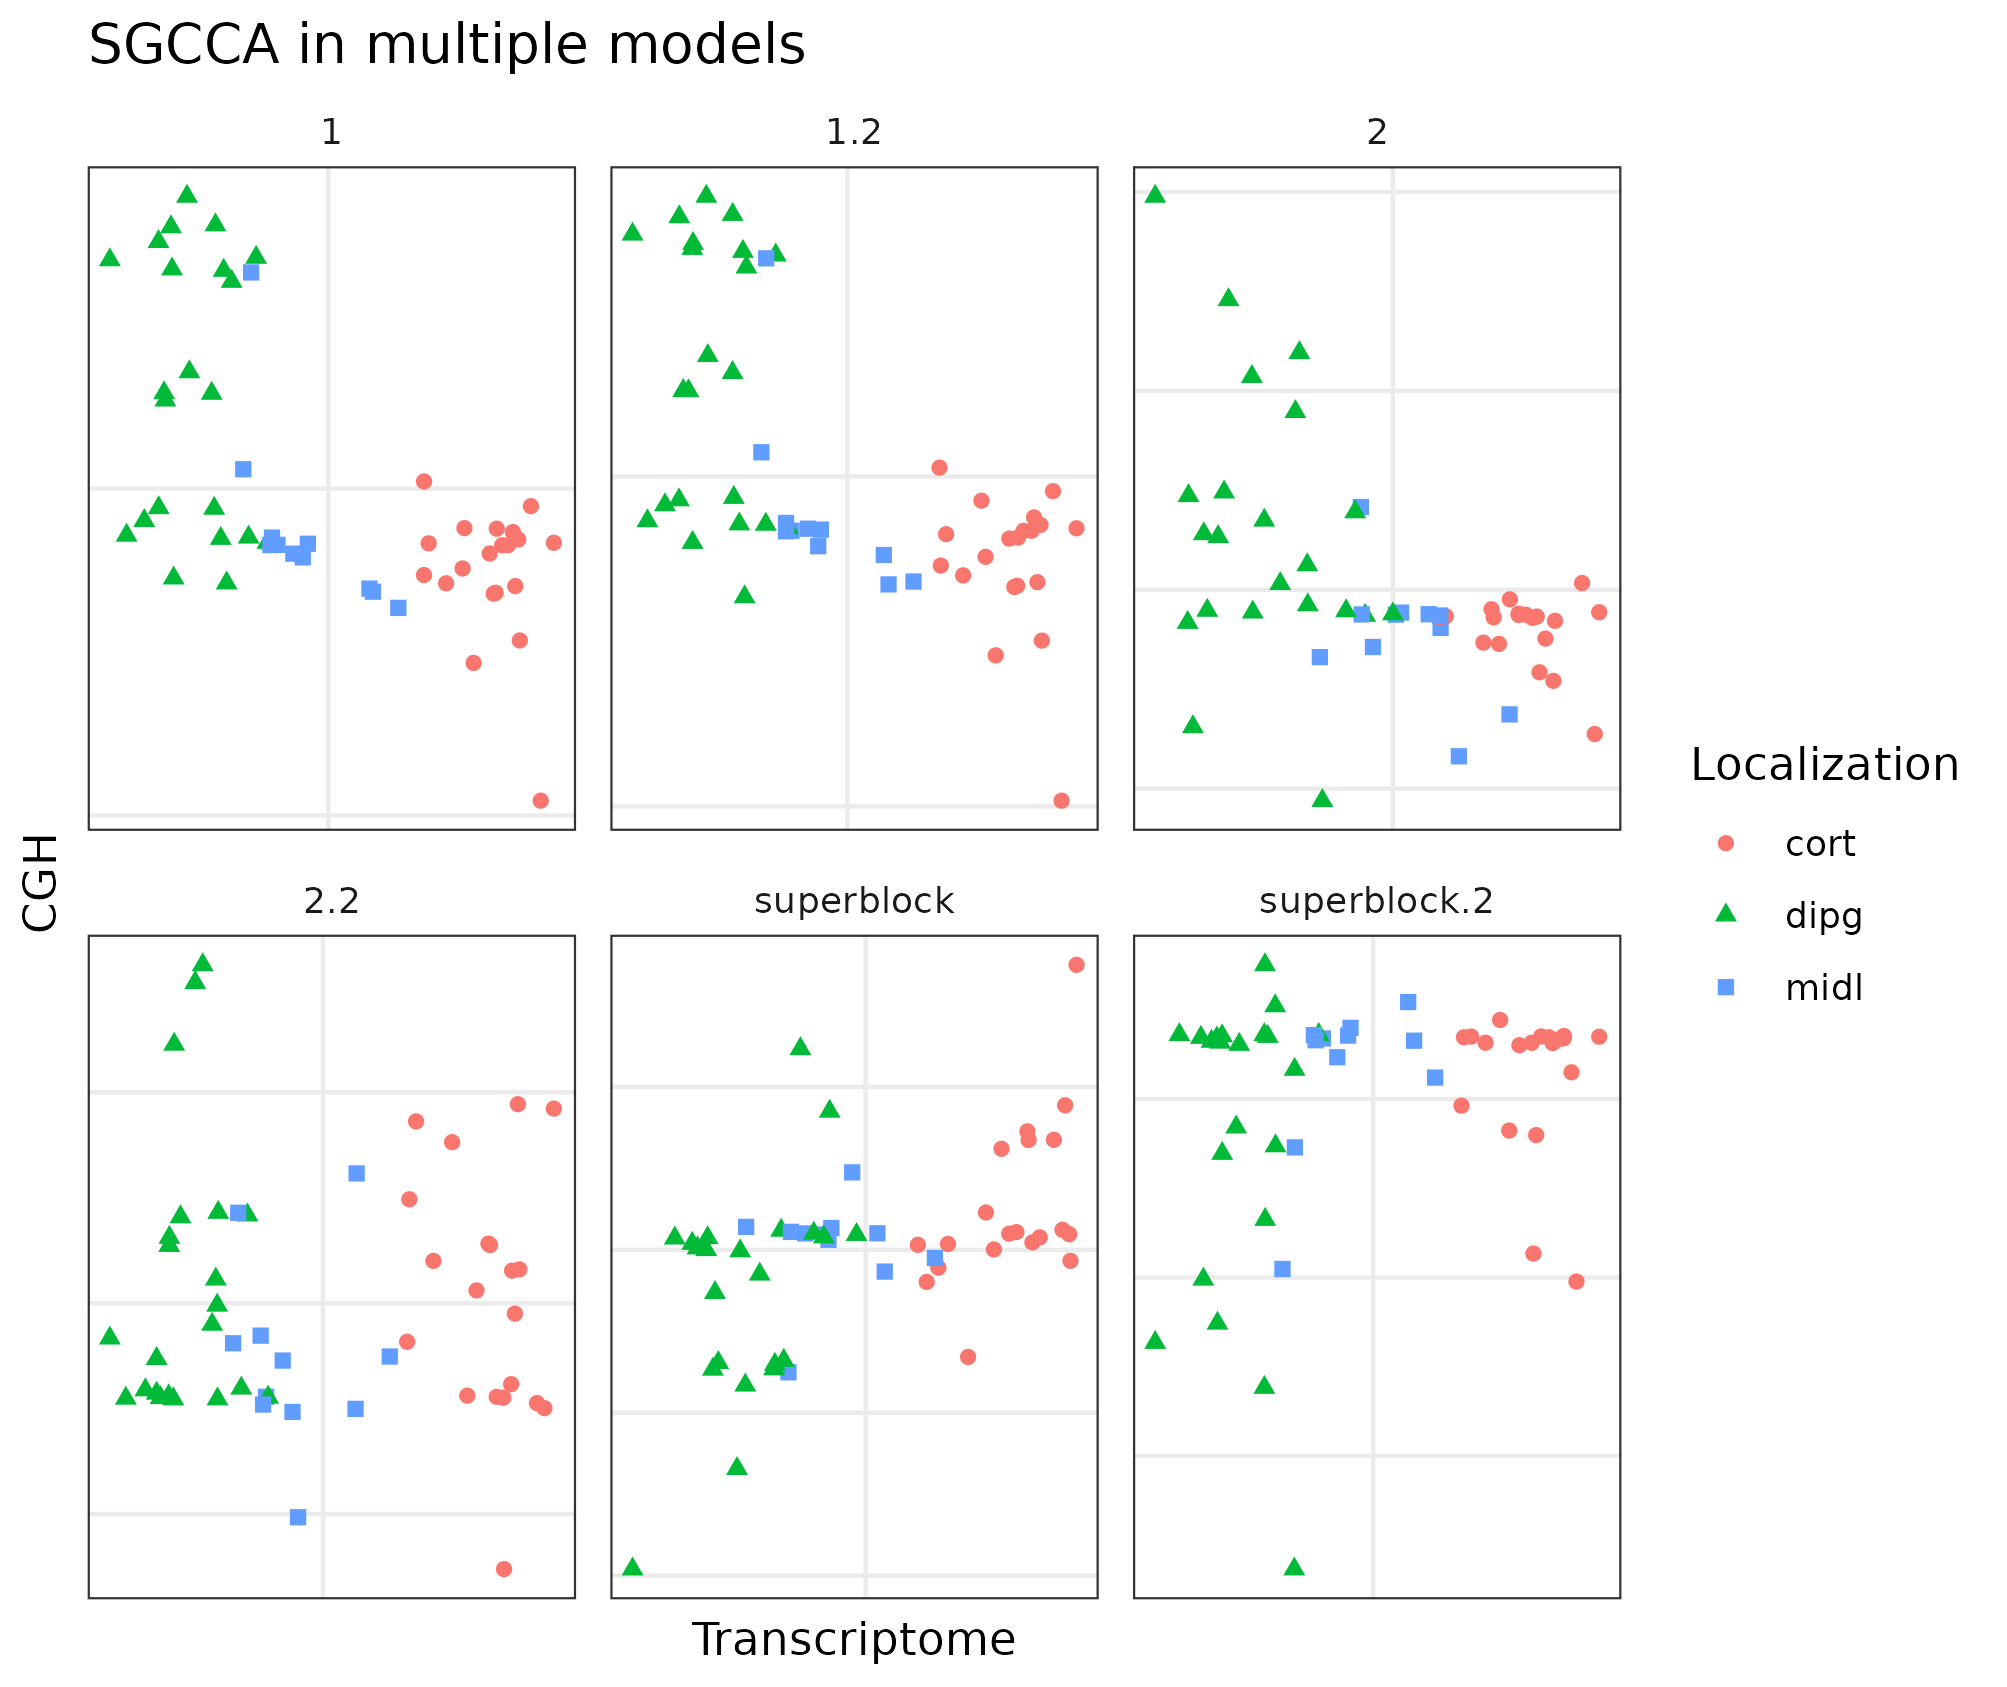 SGCCA in multiple models
1
1.2
2
2.2
superblock
superblock.2
CGH
Transcriptome
Localization
cort
dipg
midl